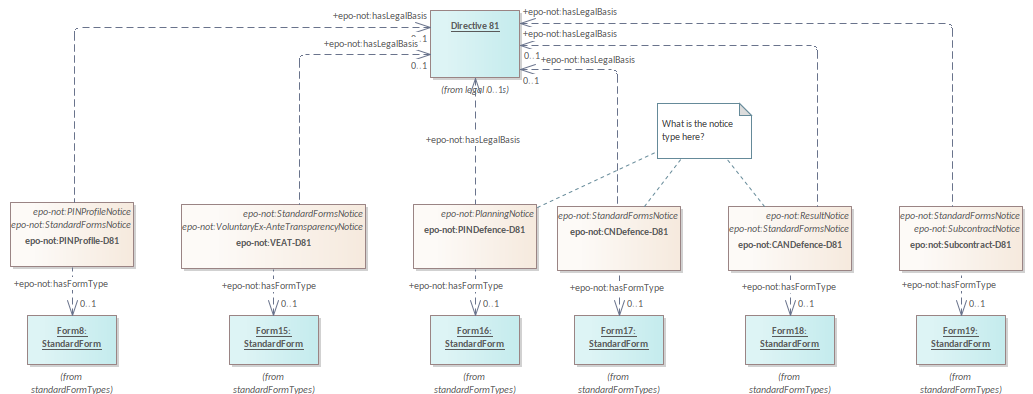 +epo-not:hasLegalBasis
Directive 81
+epo-not:hasLegalBasis
0..1
+epo-not:hasLegalBasis
+epo-not:hasLegalBasis
0..1
0..1
+epo-not:hasLegalBasis
0..1
(from legal 0..1s)
What is the notice
type here?
+epo-not:hasLegalBasis
epo-not:PINProfileNotice
epo-not:StandardFormsNotice
epo-not:PINProfile-D81
epo-not:StandardFormsNotice
epo-not:VoluntaryEx-AnteTransparencyNotice
epo-not:VEAT-D81
epo-not:PlanningNotice
epo-not:PINDefence-D81
epo-not:StandardFormsNotice
epo-not:CNDefence-D81
epo-not:ResultNotice
epo-not:StandardFormsNotice
epo-not:CANDefence-D81
epo-not:StandardFormsNotice
epo-not:SubcontractNotice
epo-not:Subcontract-D81
+epo-not:hasFormType
0..1
+epo-not:hasFormType
0..1
+epo-not:hasFormType
0..1
+epo-not:hasFormType
0..1
+epo-not:hasFormType
0..1
+epo-not:hasFormType
0..1
Form8:
StandardForm
Form15:
StandardForm
Form16:
StandardForm
Form17:
StandardForm
Form18:
StandardForm
Form19:
StandardForm
(from
standardFormTypes)
(from
standardFormTypes)
(from
standardFormTypes)
(from
standardFormTypes)
(from
standardFormTypes)
(from
standardFormTypes)